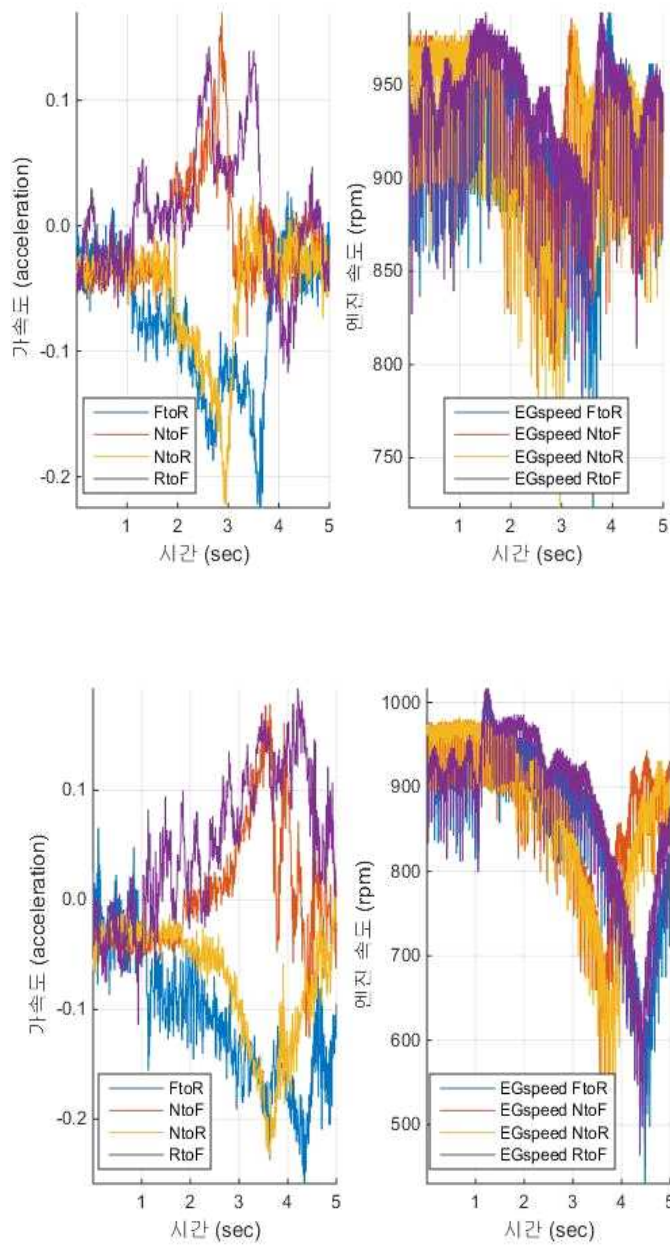 0.1
0.0
-0.1
-0.2
가속도 (acceleration)
FtoR
NtoF
NtoR
RtoF
1 2 3 4 5
시간 (sec)
950
900
850
800
750
엔진 속도 (rpm)
EGspeed FtoR
EGspeed NtoF
EGspeed NtoR
EGspeed RtoF
1 2 3 4 5
시간 (sec)
0.1
0.0
-0.1
-0.2
가속도 (acceleration)
FtoR
NtoF
NtoR
RtoF
1 2 3 4 5
시간 (sec)
1000
900
800
700
600
500
엔진 속도 (rpm)
EGspeed FtoR
EGspeed NtoF
EGspeed NtoR
EGspeed RtoF
1 2 3 4 5
시간 (sec)